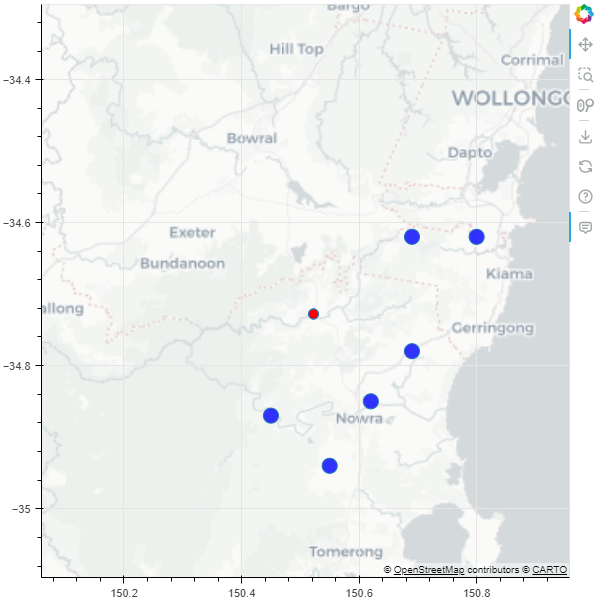 Bargo
Hill Top
Corrimal
−34.4
WOLLONGO
Bowral
Dapto
−34.6
Exeter
Bundanoon
Kiama
allong
Gerringong
−34.8
Nowra
−35
Tomerong
© OpenStreetMap contributors © CARTO
150.2
150.4
150.6
150.8